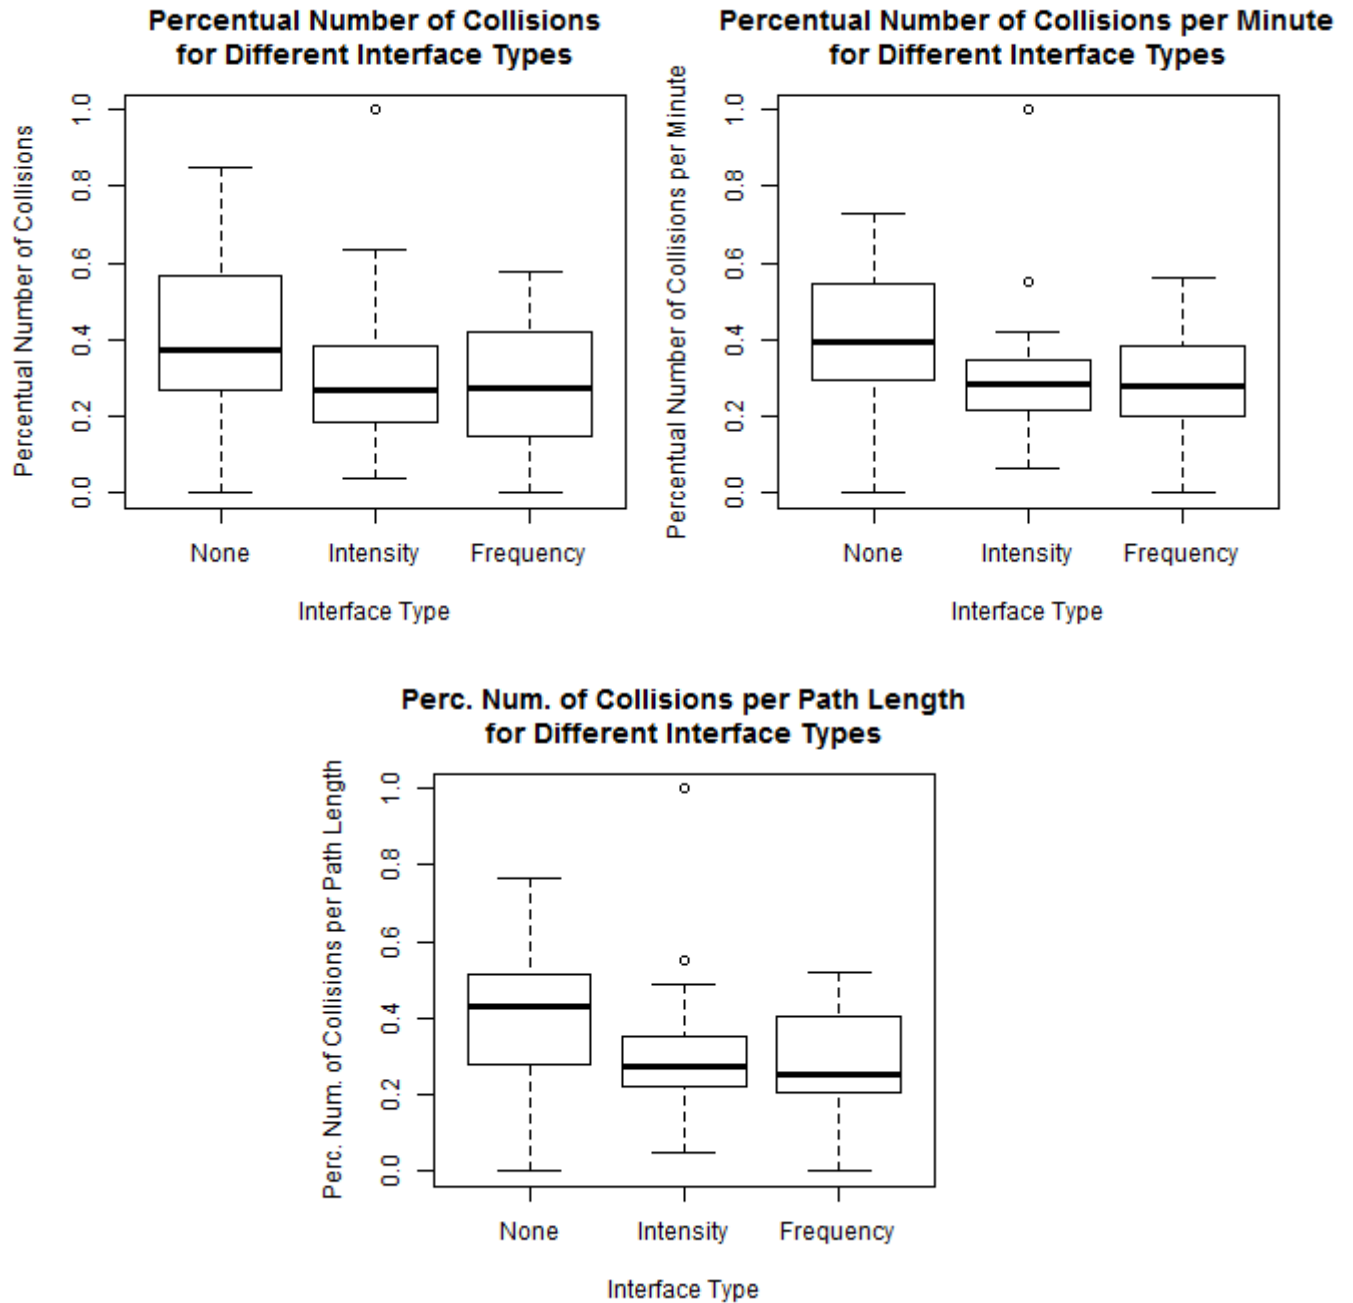 Percentual Number of Collisions
for Different Interface Types
Percentual Number of Collisions
1.0
0.8
0.6
0.4
0.2
0.0
None Intensity Frequency
Interface Type
Percentual Number of Collisions per Minute
for Different Interface Types
Percentual Number of Collisions per Minute
1.0
0.8
0.6
0.4
0.2
0.0
None Intensity Frequency
Interface Type
Perc. Num. of Collisions per Path Length
for Different Interface Types
Perc. Num. of Collisions per Path Length
1.0
0.8
0.6
0.4
0.2
0.0
None Intensity Frequency
Interface Type